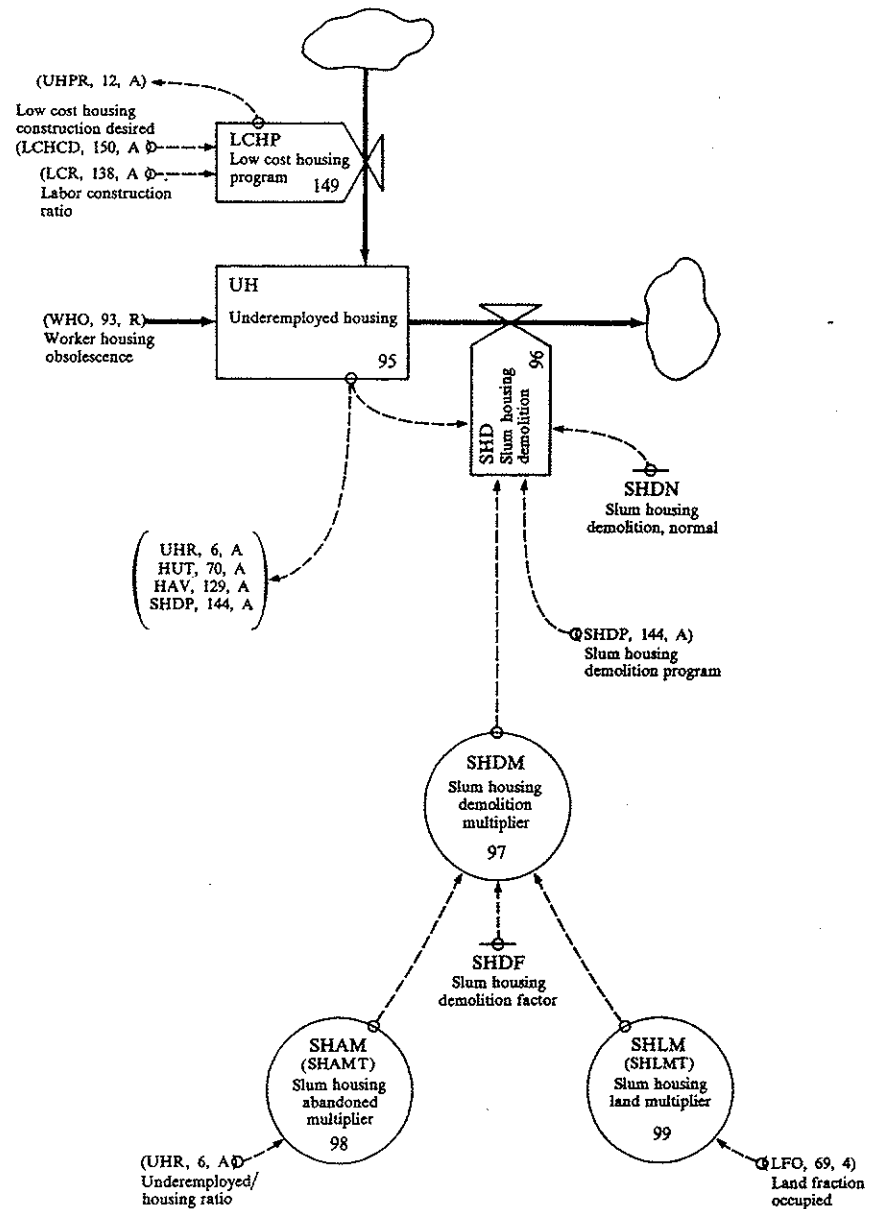 (UHPR, 12, A)
Low cost housing
construction desired
(LCHCD, 150, A
(LCR, 138, A
Labor construction
ratio
LCHP
Low cost housing
program
149
(WHO, 93, R)
Worker housing
obsolescence
UH
Underemployed housing
95
SHD
Slum housing
demolition
96
SHDN
Slum housing
demolition, normal
UHR, 6, A
HUT, 70, A
HAV, 129, A
SHDP, 144, A
SHDP, 144, A)
Slum housing
demolition program
SHDM
Slum housing
demolition
multiplier
97
SHDF
Slum housing
demolition factor
SHAM
(SHAMT)
Slum housing
abandoned
multiplier
98
SHLM
(SHLMT)
Slum housing
land multiplier
99
(UHR, 6, A)
Underemployed/
housing ratio
LFO, 69, 4)
Land fraction
occupied